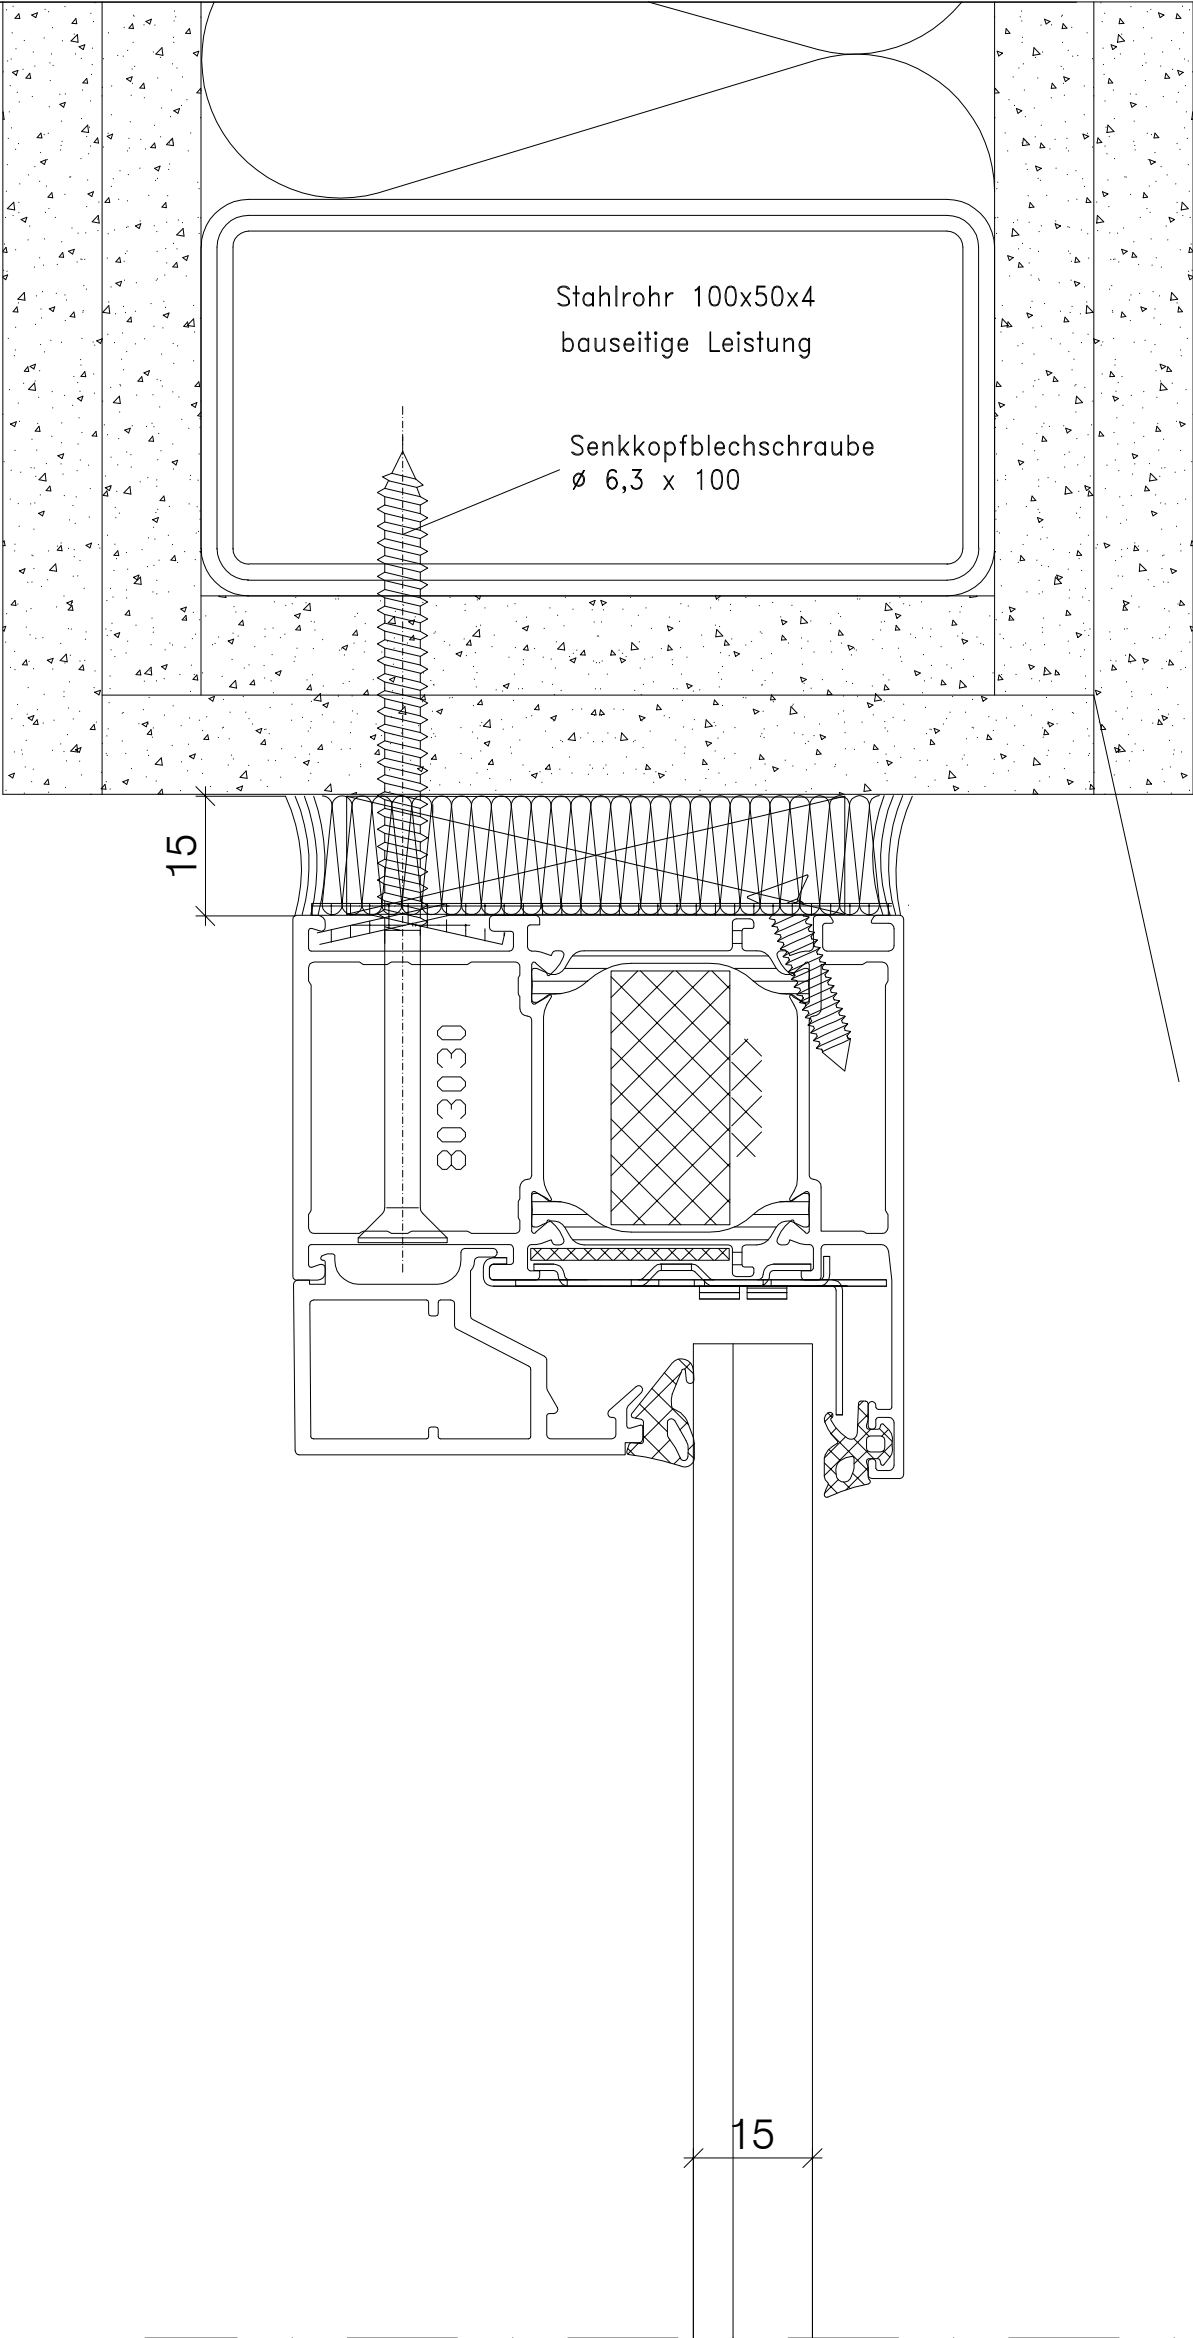 Stahlrohr 100x50x4
bauseitige Leistung
Senkkopfblechschraube
ø 6,3 x 100
15
803030
15